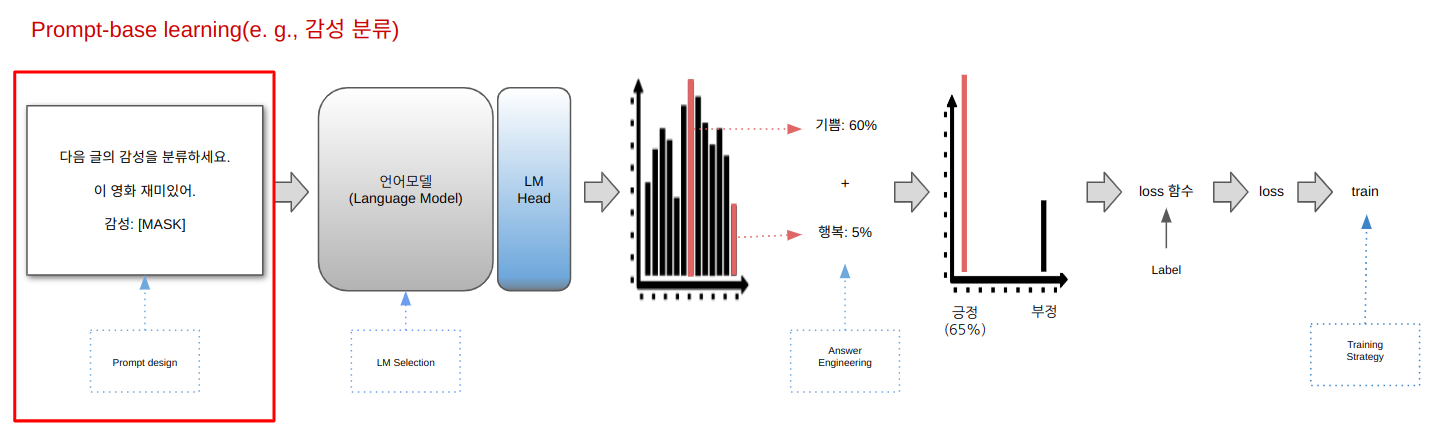 Prompt-base learning(e. g., 감성 분류)
다음 글의 감성을 분류하세요.
이 영화 재미있어.
감성: [MASK]
Prompt design
언어모델
(Language Model)
LM Selection
LM
Head
기쁨: 60%
+
행복: 5%
Answer
Engineering
긍정
(65%)
부정
loss 함수
Label
loss
train
Training
Strategy